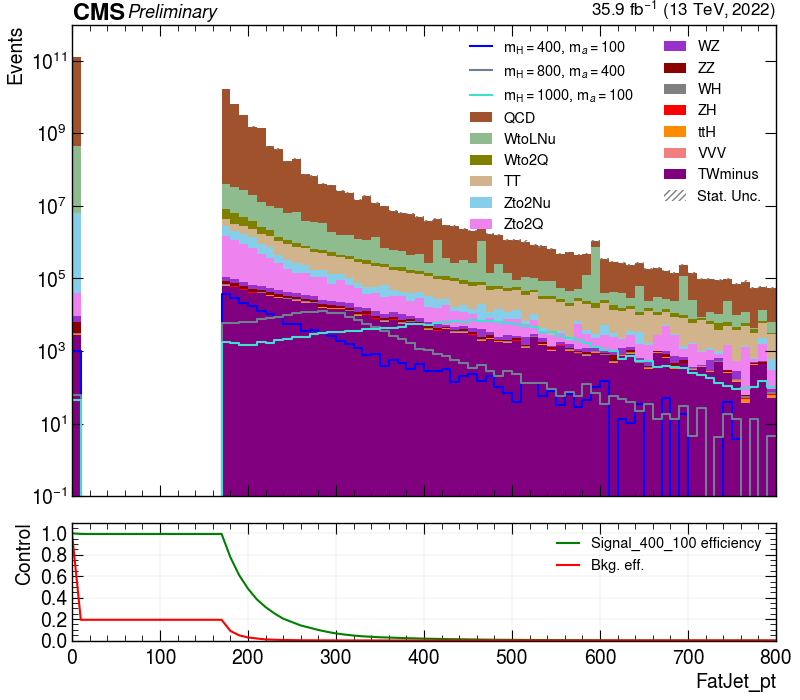 CMS Preliminary 35.9 fb⁻¹ (13 TeV, 2022)
Events
10¹¹
10⁹
10⁷
10⁵
10³
10¹
10⁻¹
m_H = 400, m_a = 100
m_H = 800, m_a = 400
m_H = 1000, m_a = 100
QCD
WtoLNu
Wto2Q
TT
Zto2Nu
Zto2Q
WZ
ZZ
WH
ZH
ttH
VVV
TWminus
Stat. Unc.
Control
1.0
0.8
0.6
0.4
0.2
0.0
Signal_400_100 efficiency
Bkg. eff.
0 100 200 300 400 500 600 700 800
FatJet_pt